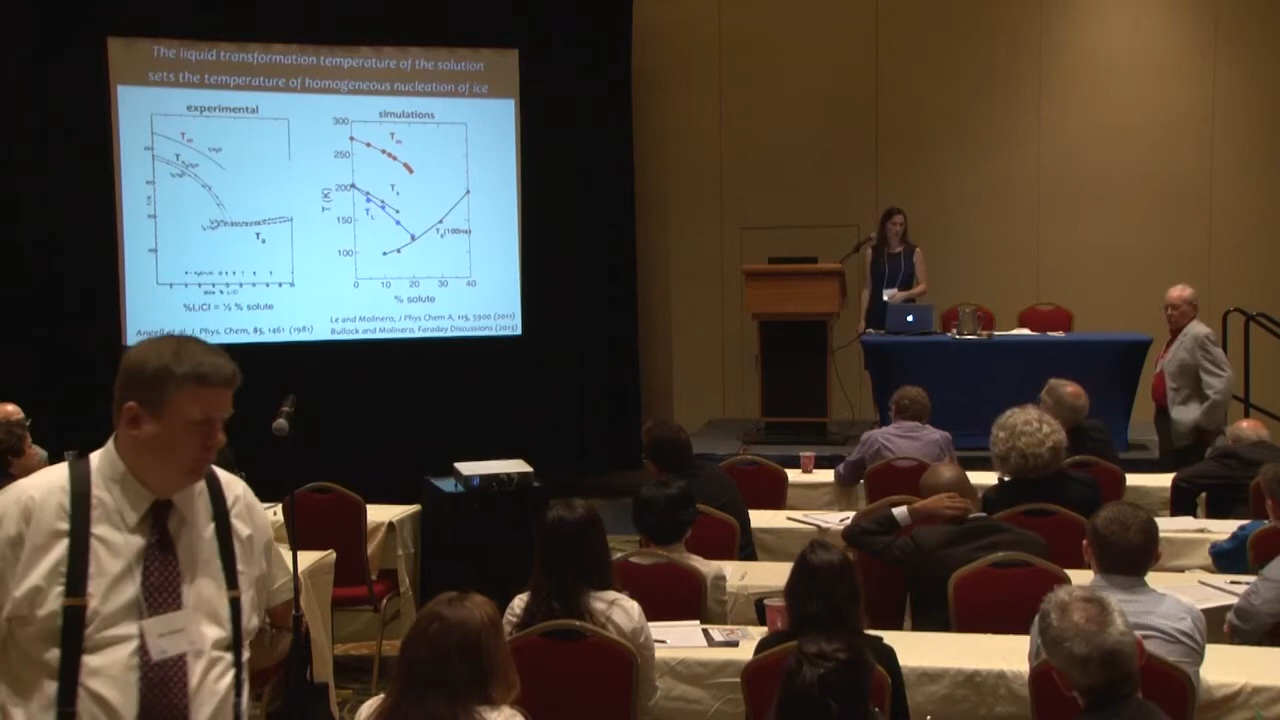 The liquid transformation temperature of the solution
sets the temperature of homogeneous nucleation of ice
experimental
Tm
Tg
%LiCl = ½ % solute
Angell et al. J. Phys. Chem, 85, 1461 (1981)
simulations
300
250
200
150
100
T (K)
Tm
Tx
TL
Tg(100ns)
0
10
20
30
40
% solute
Le and Molinero, J Phys Chem A, 115, 5900 (2011)
Bullock and Molinero, Faraday Discussions (2013)